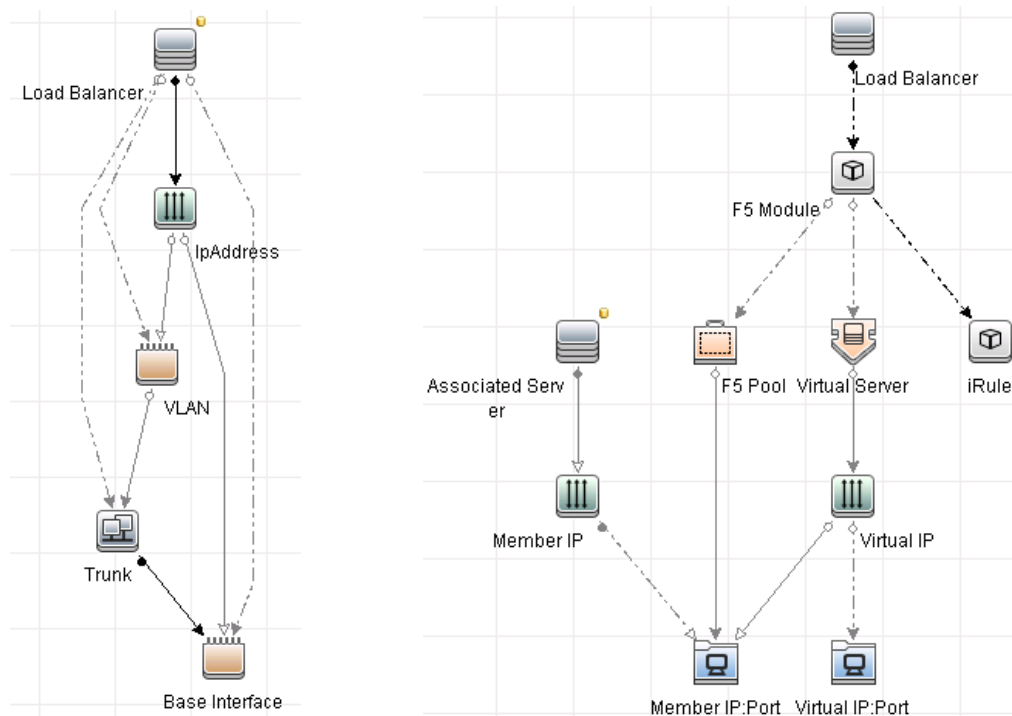 Load Balancer
IpAddress
VLAN
Trunk
Base Interface
Load Balancer
F5 Module
Associated Serv
er
F5 Pool
Virtual Server
iRule
Member IP
Virtual IP
Member IP:Port
Virtual IP:Port